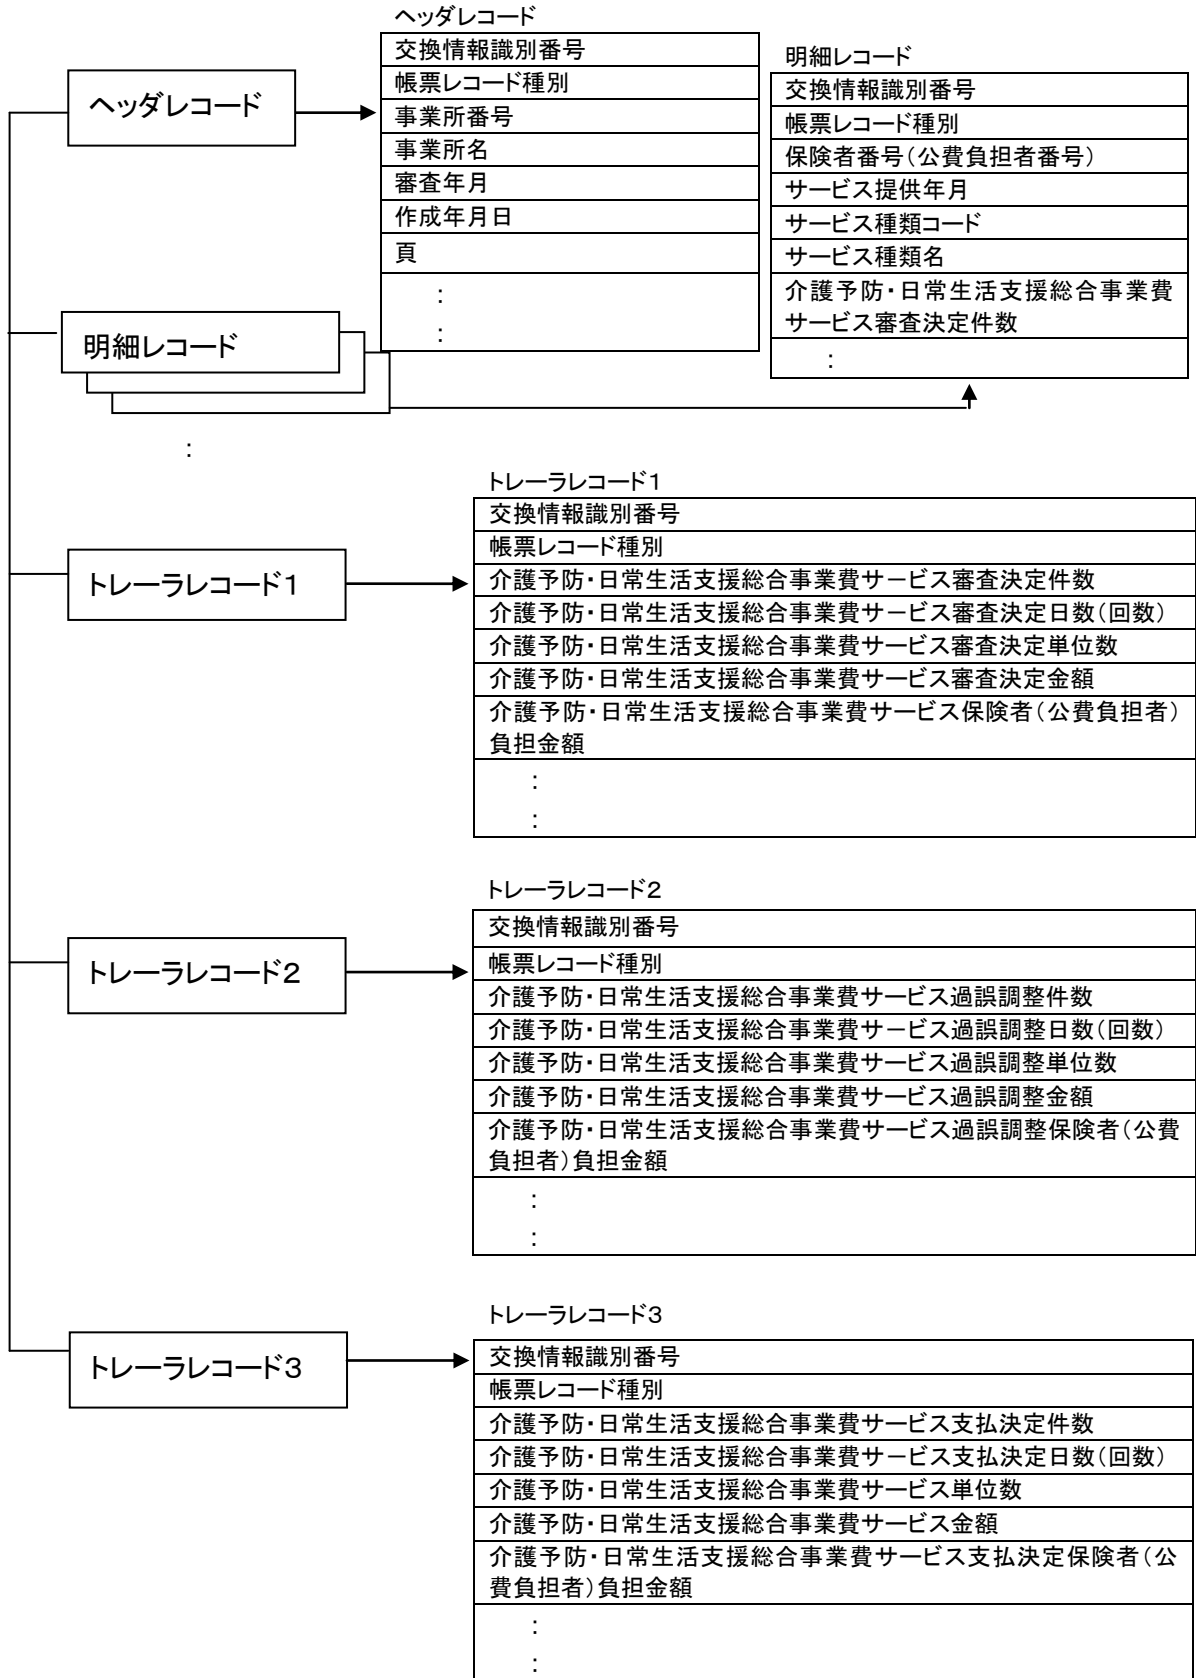 ヘッダレコード
ヘッダレコード
交換情報識別番号
帳票レコード種別
事業所番号
事業所名
審査年月
作成年月日
頁
:
:
明細レコード
明細レコード
交換情報識別番号
帳票レコード種別
保険者番号(公費負担者番号)
サービス提供年月
サービス種類コード
サービス種類名
介護予防・日常生活支援総合事業費
サービス審査決定件数
:
:
トレーラレコード1
トレーラレコード1
交換情報識別番号
帳票レコード種別
介護予防・日常生活支援総合事業費サービス審査決定件数
介護予防・日常生活支援総合事業費サービス審査決定日数(回数)
介護予防・日常生活支援総合事業費サービス審査決定単位数
介護予防・日常生活支援総合事業費サービス審査決定金額
介護予防・日常生活支援総合事業費サービス保険者(公費負担者)
負担金額
:
:
トレーラレコード2
トレーラレコード2
交換情報識別番号
帳票レコード種別
介護予防・日常生活支援総合事業費サービス過誤調整件数
介護予防・日常生活支援総合事業費サービス過誤調整日数(回数)
介護予防・日常生活支援総合事業費サービス過誤調整単位数
介護予防・日常生活支援総合事業費サービス過誤調整金額
介護予防・日常生活支援総合事業費サービス過誤調整保険者(公費
負担者)負担金額
:
:
トレーラレコード3
トレーラレコード3
交換情報識別番号
帳票レコード種別
介護予防・日常生活支援総合事業費サービス支払決定件数
介護予防・日常生活支援総合事業費サービス支払決定日数(回数)
介護予防・日常生活支援総合事業費サービス単位数
介護予防・日常生活支援総合事業費サービス金額
介護予防・日常生活支援総合事業費サービス支払決定保険者(公
費負担者)負担金額
:
: